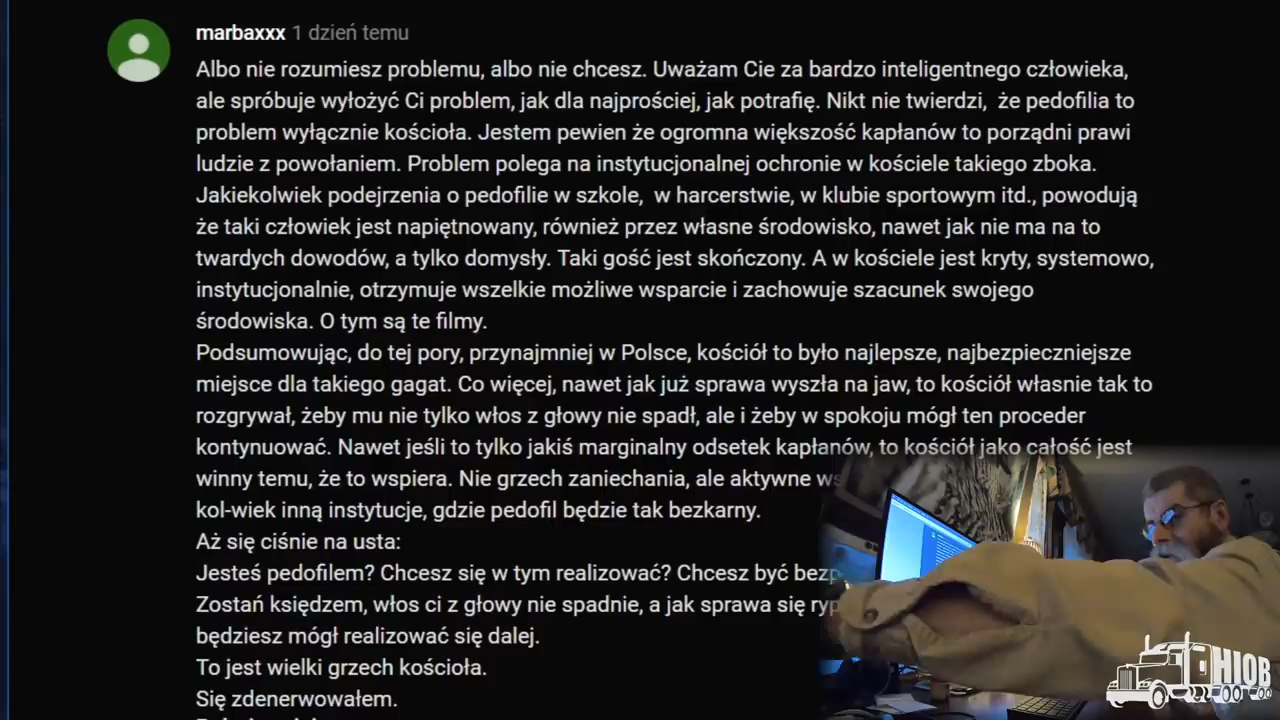 marbaxxx 1 dzień temu
Albo nie rozumiesz problemu, albo nie chcesz. Uważam Cie za bardzo inteligentnego człowieka,
ale spróbuje wyłożyć Ci problem, jak dla najprościej, jak potrafię. Nikt nie twierdzi, że pedofilia to
problem wyłącznie kościoła. Jestem pewien że ogromna większość kapłanów to porządni prawi
ludzie z powołaniem. Problem polega na instytucjonalnej ochronie w kościele takiego zboka.
Jakiekolwiek podejrzenia o pedofilie w szkole, w harcerstwie, w klubie sportowym itd., powodują
że taki człowiek jest napiętnowany, również przez własne środowisko, nawet jak nie ma na to
twardych dowodów, a tylko domysły. Taki gość jest skończony. A w kościele jest kryty, systemowo,
instytucjonalnie, otrzymuje wszelkie możliwe wsparcie i zachowuje szacunek swojego
środowiska. O tym są te filmy.
Podsumowując, do tej pory, przynajmniej w Polsce, kościół to było najlepsze, najbezpieczniejsze
miejsce dla takiego gagat. Co więcej, nawet jak już sprawa wyszła na jaw, to kościół własnie tak to
rozgrywał, żeby mu nie tylko włos z głowy nie spadł, ale i żeby w spokoju mógł ten proceder
kontynuować. Nawet jeśli to tylko jakiś marginalny odsetek kapłanów, to kościół jako całość jest
winny temu, że to wspiera. Nie grzech zaniechania, ale aktywne
kol-wiek inną instytucje, gdzie pedofil będzie tak bezkarny.
Aż się ciśnie na usta:
Jesteś pedofilem? Chcesz się w tym realizować? Chcesz być
Zostań księdzem, włos ci z głowy nie spadnie, a jak sprawa się
będziesz mógł realizować się dalej.
To jest wielki grzech kościoła.
Się zdenerwowałem.
HIOB